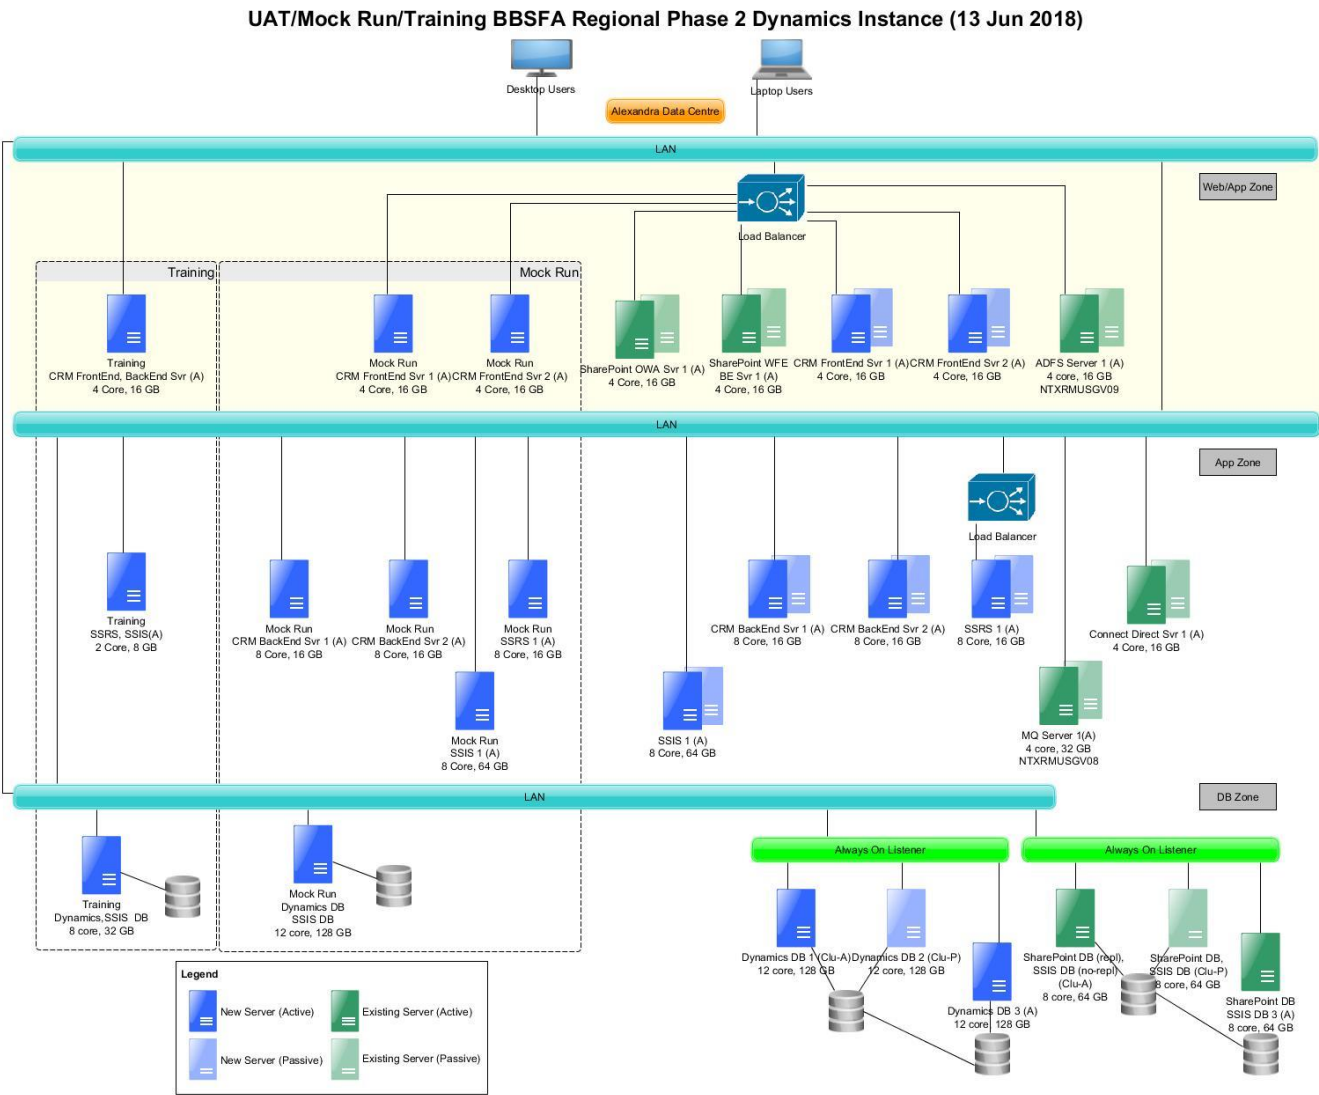 UAT/Mock Run/Training BBSFA Regional Phase 2 Dynamics Instance (13 Jun 2018)
Desktop Users
Laptop Users
Alexandra Data Centre
LAN
Web/App Zone
Load Balancer
Training
Mock Run
Training
CRM FrontEnd, BackEnd Svr (A)
4 Core, 16 GB
Mock Run
CRM FrontEnd Svr 1 (A)
4 Core, 16 GB
Mock Run
CRM FrontEnd Svr 2 (A)
4 Core, 16 GB
SharePoint OWA Svr 1 (A)
4 Core, 16 GB
SharePoint WFE
BE Svr 1 (A)
4 Core, 16 GB
CRM FrontEnd Svr 1 (A)
4 Core, 16 GB
CRM FrontEnd Svr 2 (A)
4 Core, 16 GB
ADFS Server 1 (A)
4 core, 16 GB
NTXRMUSGV09
LAN
App Zone
Load Balancer
Training
SSRS, SSIS(A)
2 Core, 8 GB
Mock Run
CRM BackEnd Svr 1 (A)
8 Core, 16 GB
Mock Run
CRM BackEnd Svr 2 (A)
8 Core, 16 GB
Mock Run
SSRS 1 (A)
8 Core, 16 GB
CRM BackEnd Svr 1 (A)
8 Core, 16 GB
CRM BackEnd Svr 2 (A)
8 Core, 16 GB
SSRS 1 (A)
8 Core, 16 GB
Connect Direct Svr 1 (A)
4 Core, 16 GB
Mock Run
SSIS 1 (A)
8 Core, 64 GB
SSIS 1 (A)
8 Core, 64 GB
MQ Server 1(A)
4 core, 32 GB
NTXRMUSGV08
LAN
DB Zone
Always On Listener
Always On Listener
Training
Dynamics,SSIS DB
8 core, 32 GB
Mock Run
Dynamics DB
SSIS DB
12 core, 128 GB
Dynamics DB 1 (Clu-A)
12 core, 128 GB
Dynamics DB 2 (Clu-P)
12 core, 128 GB
Dynamics DB 3 (A)
12 core, 128 GB
SharePoint DB (repl),
SSIS DB (no-repl)
(Clu-A)
8 core, 64 GB
SharePoint DB,
SSIS DB (Clu-P)
8 core, 64 GB
SharePoint DB
SSIS DB 3 (A)
8 core, 64 GB
Legend
New Server (Active)
Existing Server (Active)
New Server (Passive)
Existing Server (Passive)